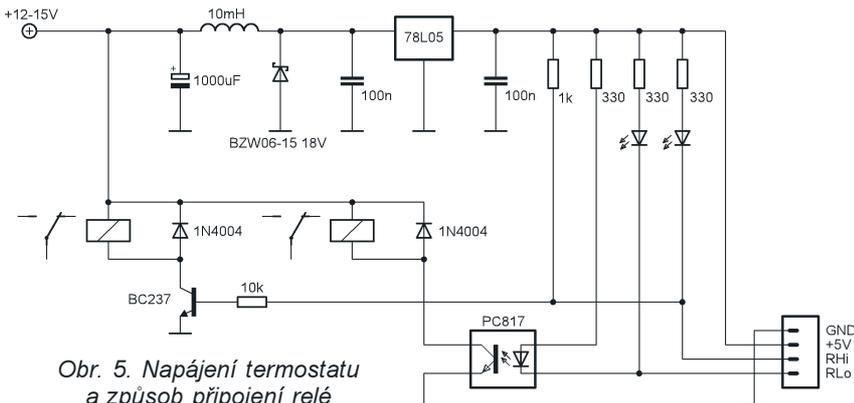 +12-15V
10mH
78L05
1000uF
100n
100n
1k
330
330
330
BZW06-15 18V
1N4004
1N4004
BC237
10k
PC817
GND
+5V
RHi
RLo
Obr. 5. Napájení termostatu
a způsob připojení relé